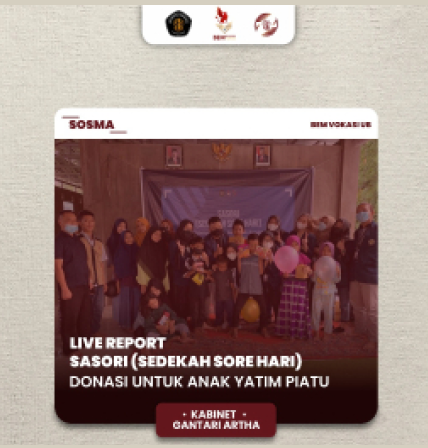 SOSMA
BEM VOKASI UB
LIVE REPORT
SASORI (SEDEKAH SORE HARI)
DONASI UNTUK ANAK YATIM PIATU
• KABINET •
GANTARI ARTHA